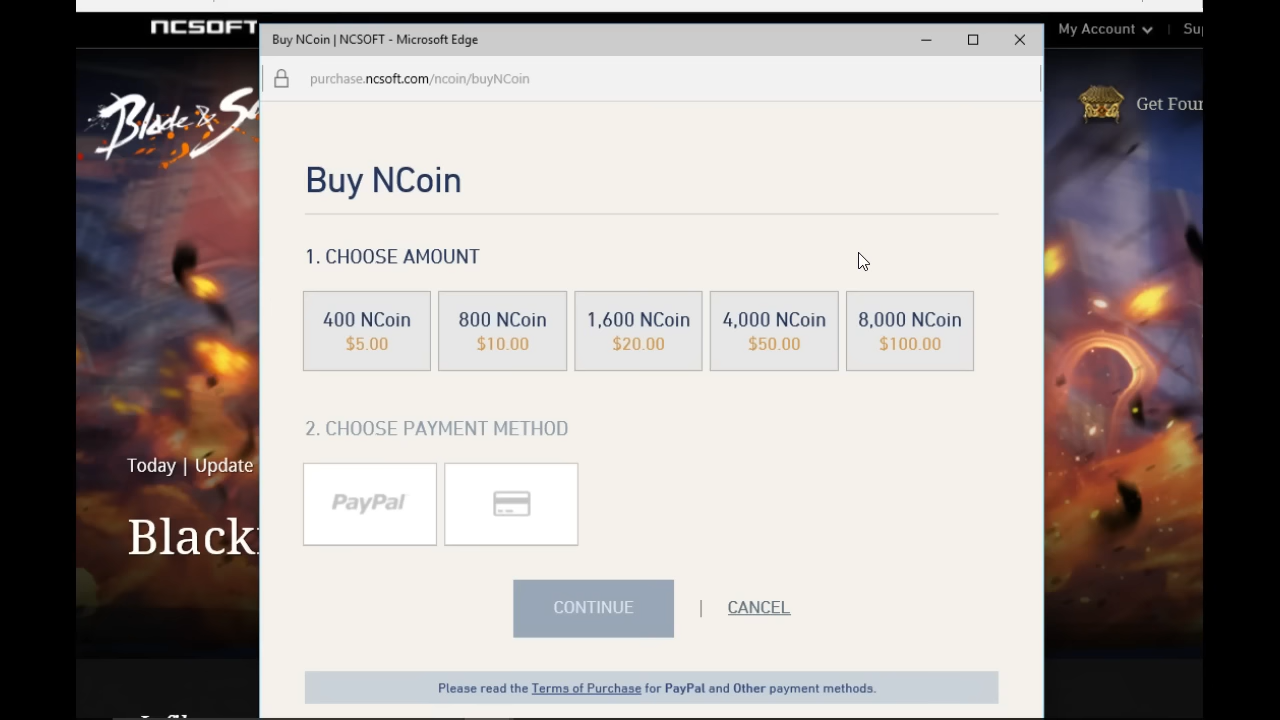 NCSOFT
Buy NCoin | NCSOFT - Microsoft Edge
My Account
purchase.ncsoft.com/ncoin/buyNCoin
Blade &
Buy NCoin
1. CHOOSE AMOUNT
400 NCoin
$5.00
800 NCoin
$10.00
1,600 NCoin
$20.00
4,000 NCoin
$50.00
8,000 NCoin
$100.00
2. CHOOSE PAYMENT METHOD
PayPal
Today | Update
CONTINUE
|
CANCEL
Please read the Terms of Purchase for PayPal and Other payment methods.
Get